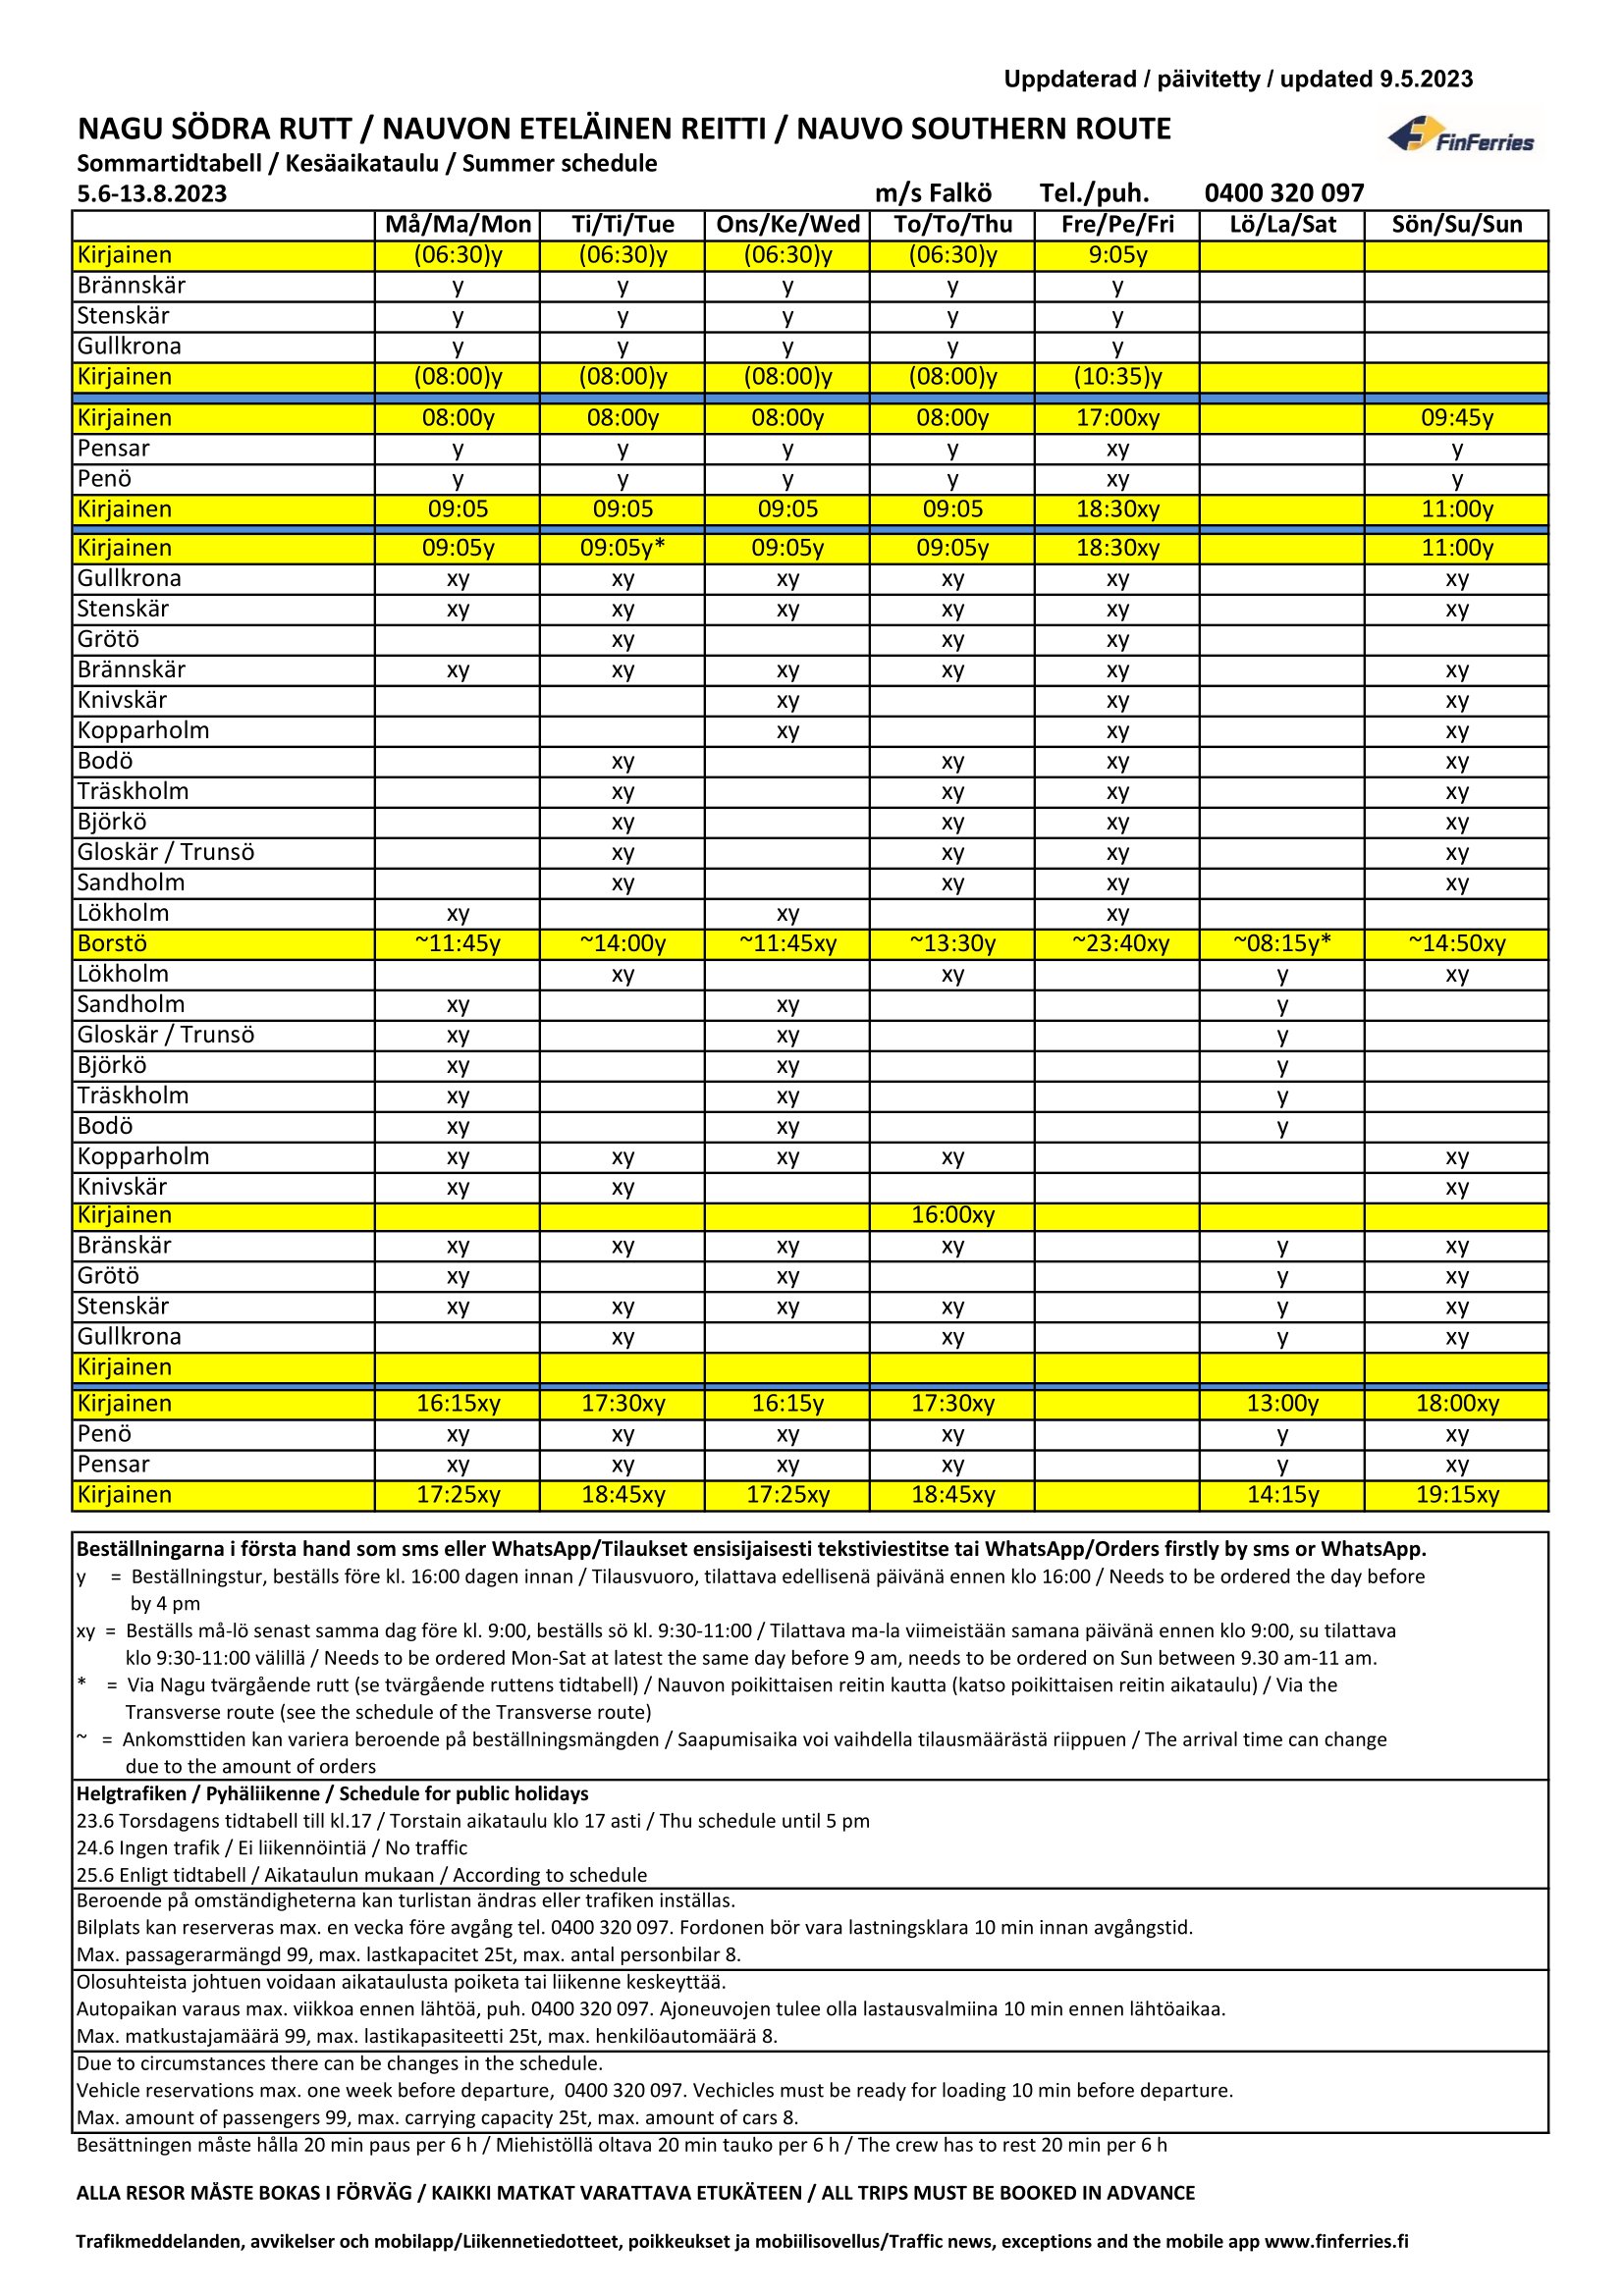 Uppdaterad / päivitetty / updated 9.5.2023
NAGU SÖDRA RUTT / NAUVON ETELÄINEN REITTI / NAUVO SOUTHERN ROUTE
FinFerries
Sommartidtabell / Kesäaikataulu / Summer schedule
5.6-13.8.2023 m/s Falkö Tel./puh. 0400 320 097
Må/Ma/Mon Ti/Ti/Tue Ons/Ke/Wed To/To/Thu Fre/Pe/Fri Lö/La/Sat Sön/Su/Sun
Kirjainen (06:30)y (06:30)y (06:30)y (06:30)y 9:05y
Brännskär y y y y y
Stenskär y y y y y
Gullkrona y y y y y
Kirjainen (08:00)y (08:00)y (08:00)y (08:00)y (10:35)y
Kirjainen 08:00y 08:00y 08:00y 08:00y 17:00xy 09:45y
Pensar y y y y xy y
Penö y y y y xy y
Kirjainen 09:05 09:05 09:05 09:05 18:30xy 11:00y
Kirjainen 09:05y 09:05y* 09:05y 09:05y 18:30xy 11:00y
Gullkrona xy xy xy xy xy xy
Stenskär xy xy xy xy xy xy
Grötö xy xy xy
Brännskär xy xy xy xy xy xy
Knivskär xy xy xy
Kopparholm xy xy xy
Bodö xy xy xy xy
Träskholm xy xy xy xy
Björkö xy xy xy xy
Gloskär / Trunsö xy xy xy xy
Sandholm xy xy xy xy
Lökholm xy xy xy
Borstö ~11:45y ~14:00y ~11:45xy ~13:30y ~23:40xy ~08:15y* ~14:50xy
Lökholm xy xy y xy
Sandholm xy xy y
Gloskär / Trunsö xy xy y
Björkö xy xy y
Träskholm xy xy y
Bodö xy xy y
Kopparholm xy xy xy xy xy
Knivskär xy xy xy
Kirjainen 16:00xy
Bränskär xy xy xy xy y xy
Grötö xy xy y xy
Stenskär xy xy xy xy y xy
Gullkrona xy xy y xy
Kirjainen
Kirjainen 16:15xy 17:30xy 16:15y 17:30xy 13:00y 18:00xy
Penö xy xy xy xy y xy
Pensar xy xy xy xy y xy
Kirjainen 17:25xy 18:45xy 17:25xy 18:45xy 14:15y 19:15xy
Beställningarna i första hand som sms eller WhatsApp/Tilaukset ensisijaisesti tekstiviestitse tai WhatsApp/Orders firstly by sms or WhatsApp.
y = Beställningstur, beställs före kl. 16:00 dagen innan / Tilausvuoro, tilattava edellisenä päivänä ennen klo 16:00 / Needs to be ordered the day before
by 4 pm
xy = Beställs må-lö senast samma dag före kl. 9:00, beställs sö kl. 9:30-11:00 / Tilattava ma-la viimeistään samana päivänä ennen klo 9:00, su tilattava
klo 9:30-11:00 välillä / Needs to be ordered Mon-Sat at latest the same day before 9 am, needs to be ordered on Sun between 9.30 am-11 am.
* = Via Nagu tvärgående rutt (se tvärgående ruttens tidtabell) / Nauvon poikittaisen reitin kautta (katso poikittaisen reitin aikataulu) / Via the
Transverse route (see the schedule of the Transverse route)
~ = Ankomsttiden kan variera beroende på beställningsmängden / Saapumisaika voi vaihdella tilausmäärästä riippuen / The arrival time can change
due to the amount of orders
Helgtrafiken / Pyhäliikenne / Schedule for public holidays
23.6 Torsdagens tidtabell till kl.17 / Torstain aikataulu klo 17 asti / Thu schedule until 5 pm
24.6 Ingen trafik / Ei liikennöintiä / No traffic
25.6 Enligt tidtabell / Aikataulun mukaan / According to schedule
Beroende på omständigheterna kan turlistan ändras eller trafiken inställas.
Bilplats kan reserveras max. en vecka före avgång tel. 0400 320 097. Fordonen bör vara lastningsklara 10 min innan avgångstid.
Max. passagerarmängd 99, max. lastkapacitet 25t, max. antal personbilar 8.
Olosuhteista johtuen voidaan aikataulusta poiketa tai liikenne keskeyttää.
Autopaikan varaus max. viikkoa ennen lähtöä, puh. 0400 320 097. Ajoneuvojen tulee olla lastausvalmiina 10 min ennen lähtöaikaa.
Max. matkustajamäärä 99, max. lastikapasiteetti 25t, max. henkilöautomäärä 8.
Due to circumstances there can be changes in the schedule.
Vehicle reservations max. one week before departure, 0400 320 097. Vechicles must be ready for loading 10 min before departure.
Max. amount of passengers 99, max. carrying capacity 25t, max. amount of cars 8.
Besättningen måste hålla 20 min paus per 6 h / Miehistöllä oltava 20 min tauko per 6 h / The crew has to rest 20 min per 6 h
ALLA RESOR MÅSTE BOKAS I FÖRVÄG / KAIKKI MATKAT VARATTAVA ETUKÄTEEN / ALL TRIPS MUST BE BOOKED IN ADVANCE
Trafikmeddelanden, avvikelser och mobilapp/Liikennetiedotteet, poikkeukset ja mobiilisovellus/Traffic news, exceptions and the mobile app www.finferries.fi